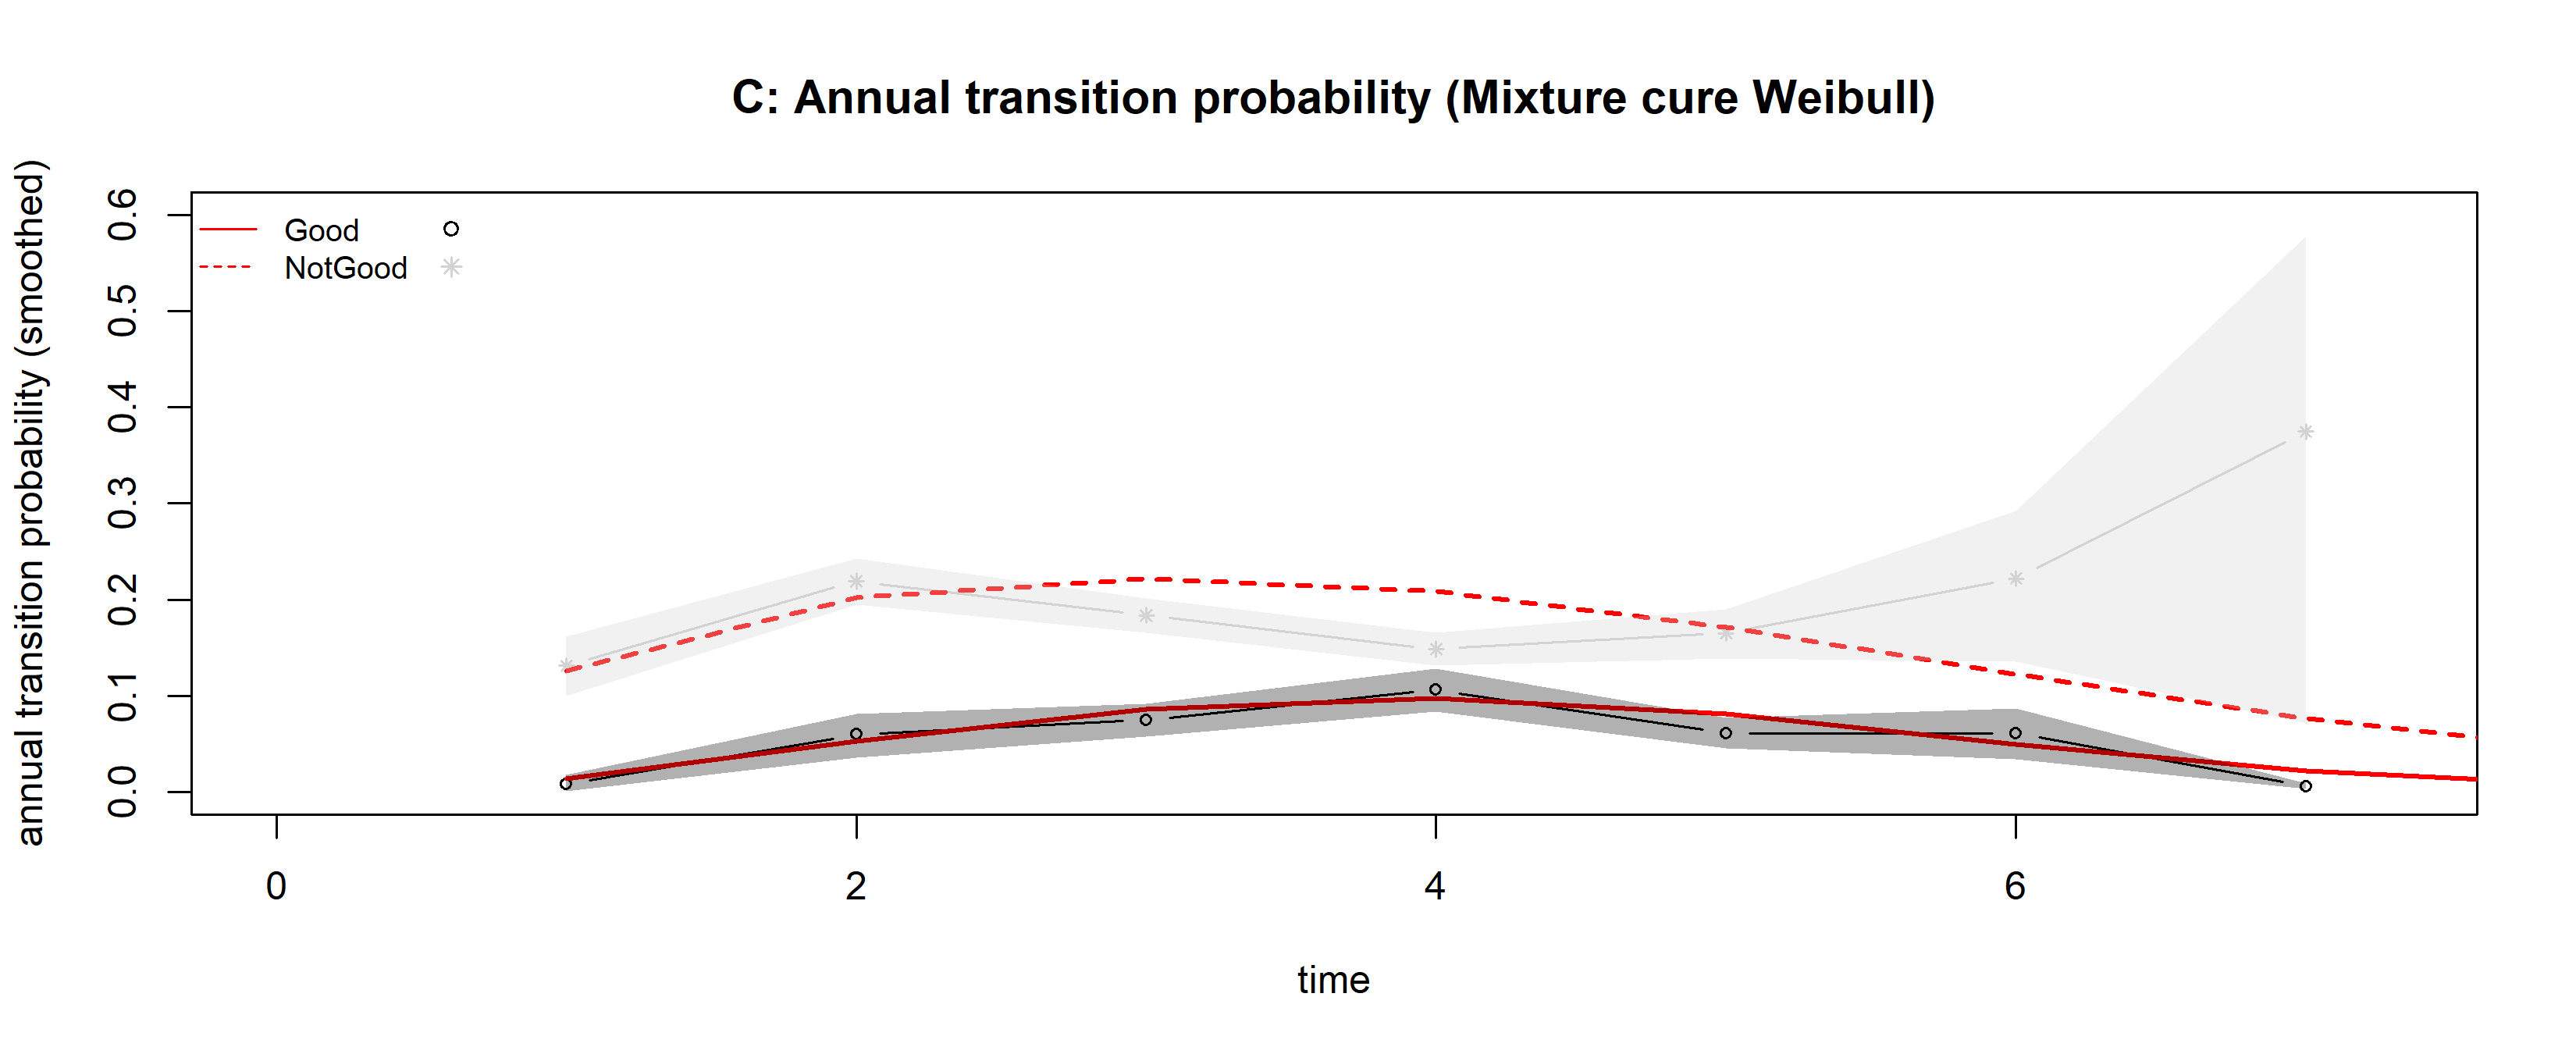 C: Annual transition probability (Mixture cure Weibull)
annual transition probability (smoothed)
0.6
0.5
0.4
0.3
0.2
0.1
0.0
Good
NotGood
0 2 4 6
time